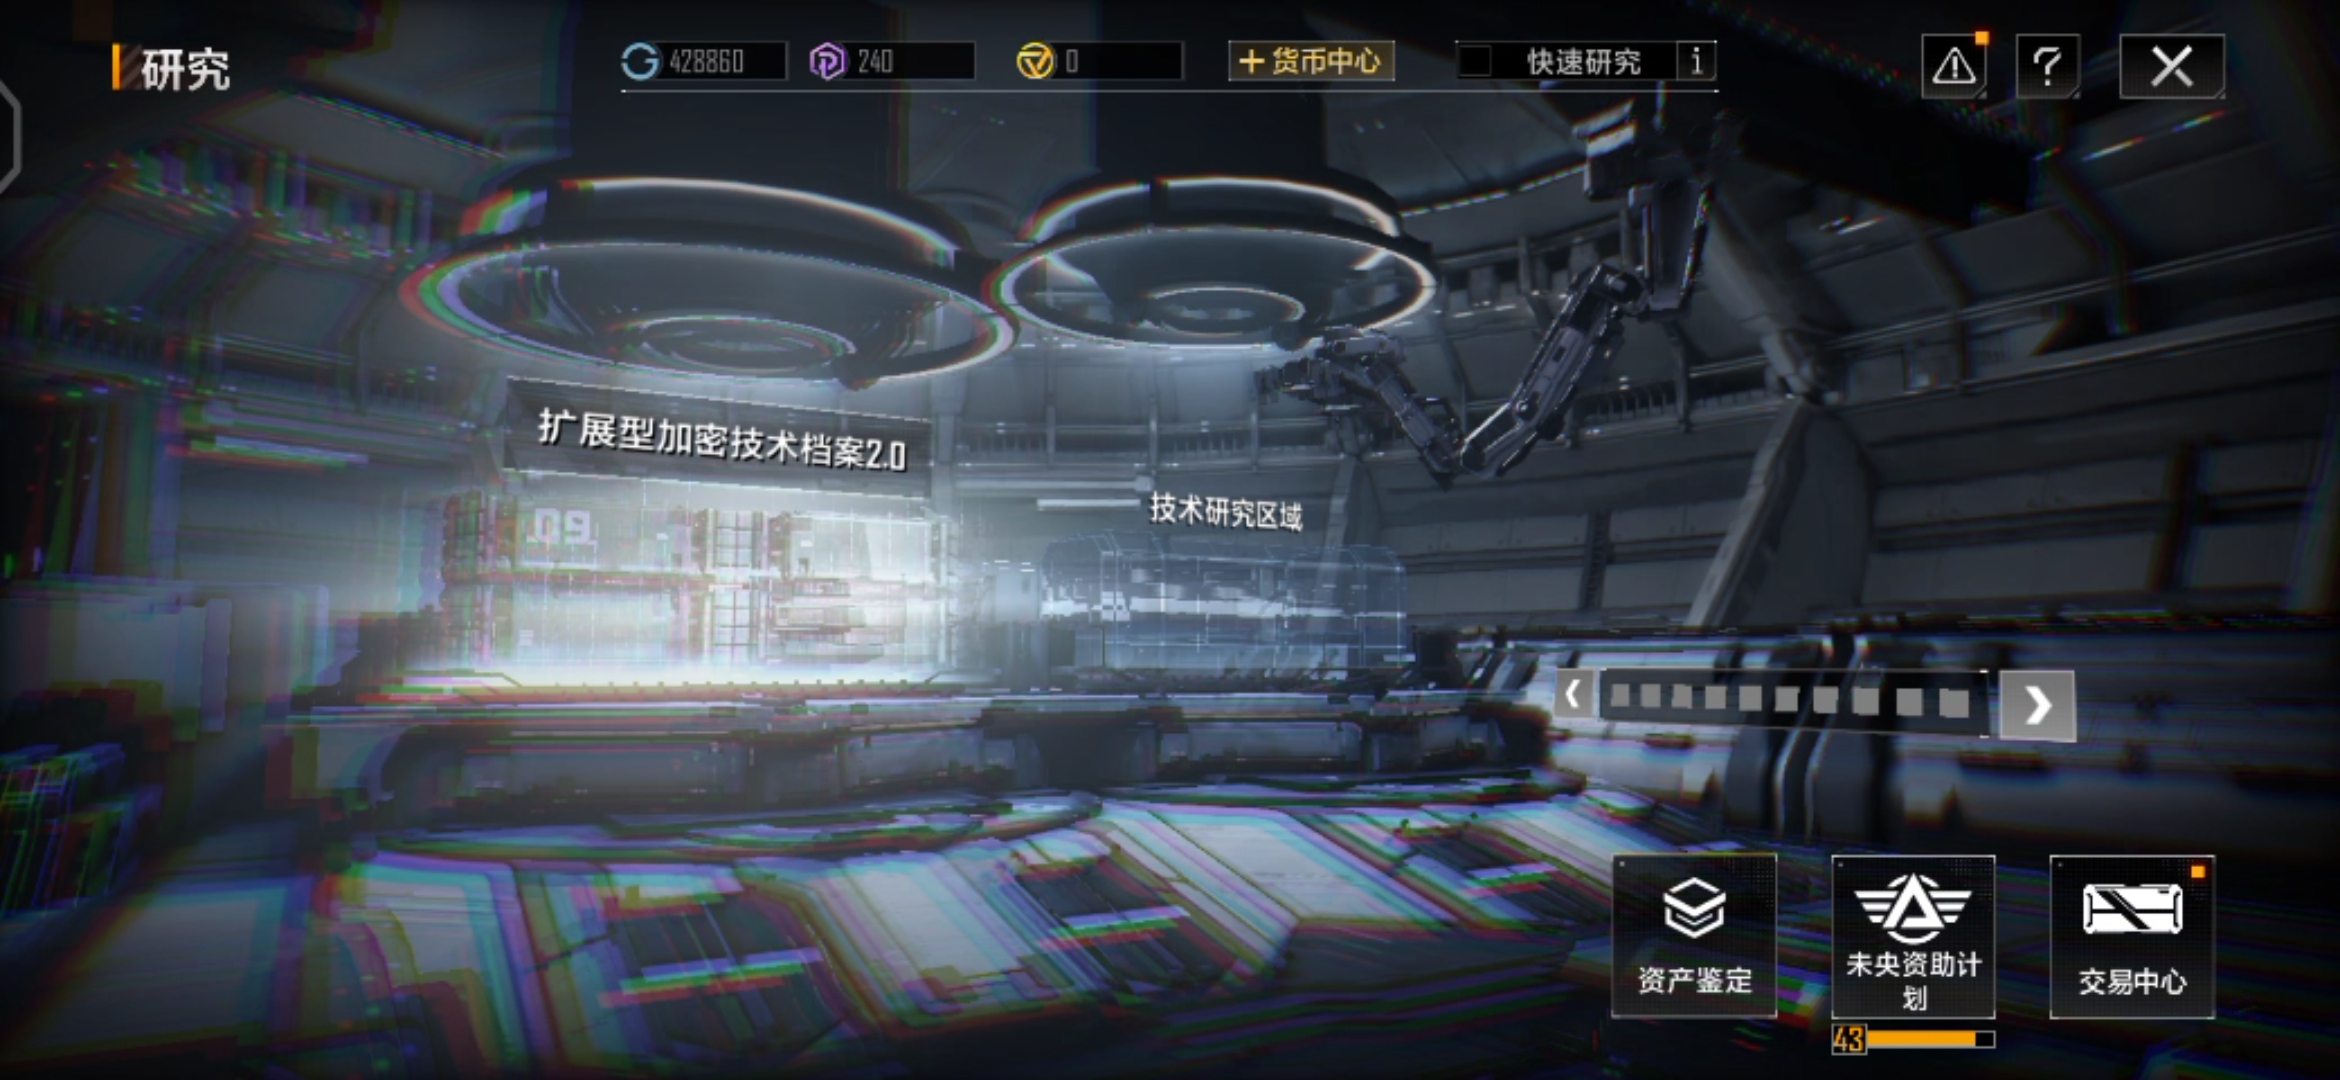 研究
428860
240
0
+货币中心
快速研究
i
?
扩展型加密技术档案2.0
09
技术研究区域
资产鉴定
未央资助计
划
交易中心
43